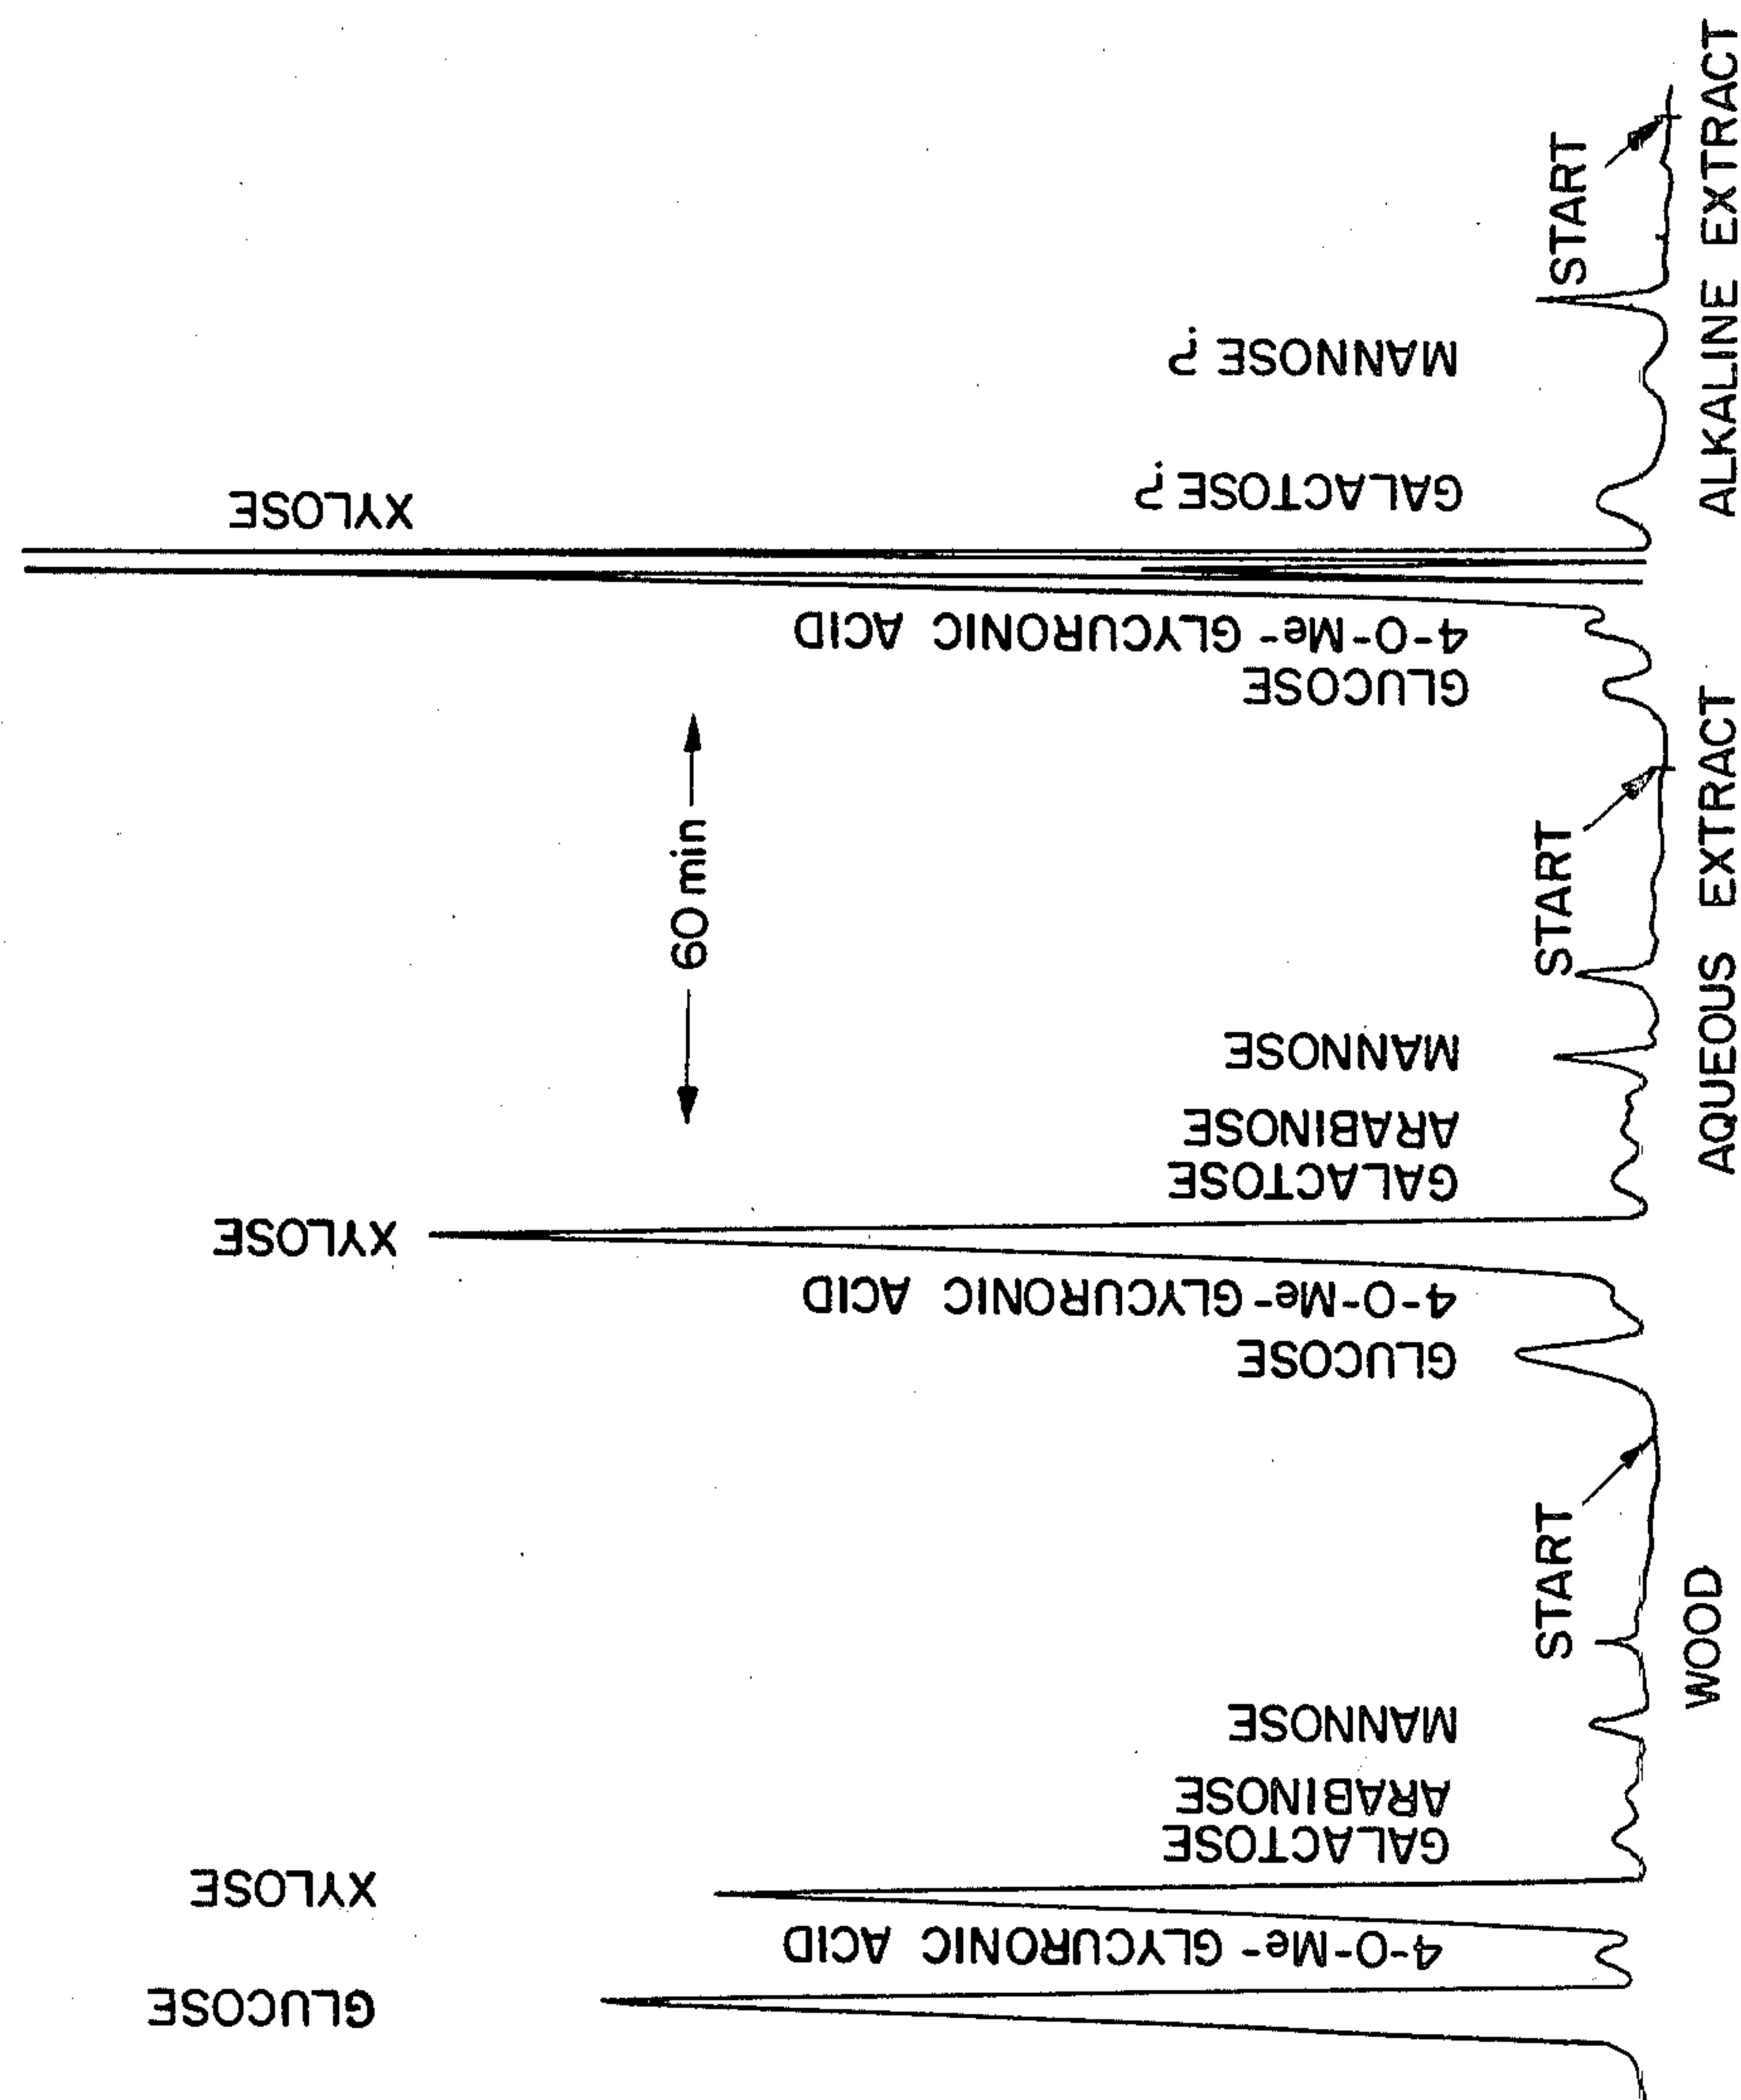 GLUCOSE
4-O-Me-GLYCURONIC ACID
XYLOSE
GALACTOSE
ARABINOSE
MANNOSE
START
WOOD
GLUCOSE
4-O-Me-GLYCURONIC ACID
XYLOSE
GALACTOSE
ARABINOSE
MANNOSE
START
AQUEOUS EXTRACT
60 min
GLUCOSE
4-O-Me-GLYCURONIC ACID
XYLOSE
GALACTOSE ?
MANNOSE ?
START
ALKALINE EXTRACT